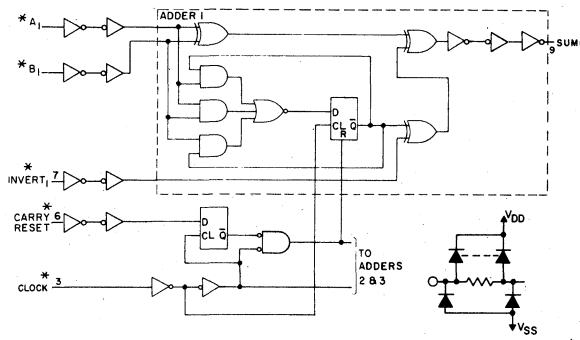 ADDER 1
* A1
* B1
9 SUM
D
CL Q̅
R̅
*
INVERT1 7
*
CARRY 6
RESET
D
CL Q̅
*
CLOCK 3
TO
ADDERS
2 & 3
VDD
VSS